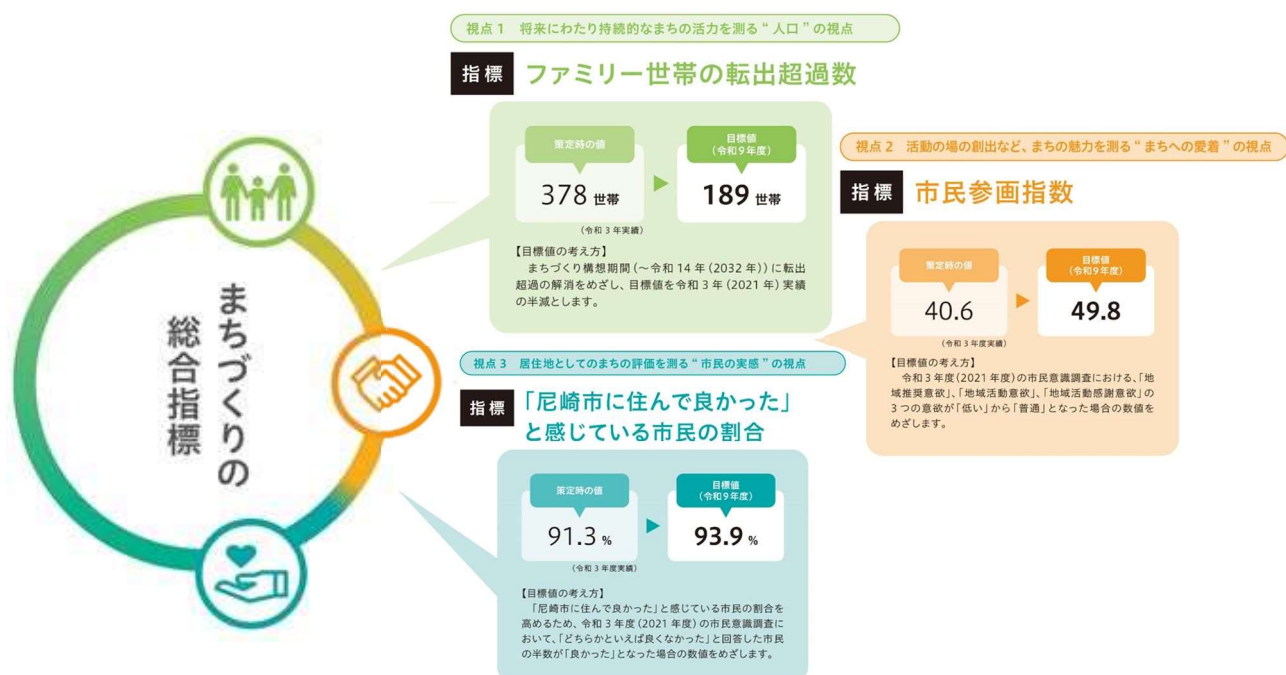 まちづくりの
総合指標
視点1 将来にわたり持続的なまちの活力を測る“人口”の視点
指標 ファミリー世帯の転出超過数
策定時の値
378 世帯
(令和3年実績)
目標値
(令和9年度)
189 世帯
【目標値の考え方】
まちづくり構想期間(~令和14年(2032年))に転出
超過の解消をめざし、目標値を令和3年(2021年)実績
の半減とします。
視点2 活動の場の創出など、まちの魅力を測る“まちへの愛着”の視点
指標 市民参画指数
策定時の値
40.6
(令和3年度実績)
目標値
(令和9年度)
49.8
【目標値の考え方】
令和3年度(2021年度)の市民意識調査における、「地
域推奨意欲」、「地域活動意欲」、「地域活動感謝意欲」の
3つの意欲が「低い」から「普通」となった場合の数値を
めざします。
視点3 居住地としてのまちの評価を測る“市民の実感”の視点
指標 「尼崎市に住んで良かった」
と感じている市民の割合
策定時の値
91.3 %
(令和3年度実績)
目標値
(令和9年度)
93.9 %
【目標値の考え方】
「尼崎市に住んで良かった」と感じている市民の割合を
高めるため、令和3年度(2021年度)の市民意識調査に
おいて、「どちらかといえば良くなかった」と回答した市民
の半数が「良かった」となった場合の数値をめざします。